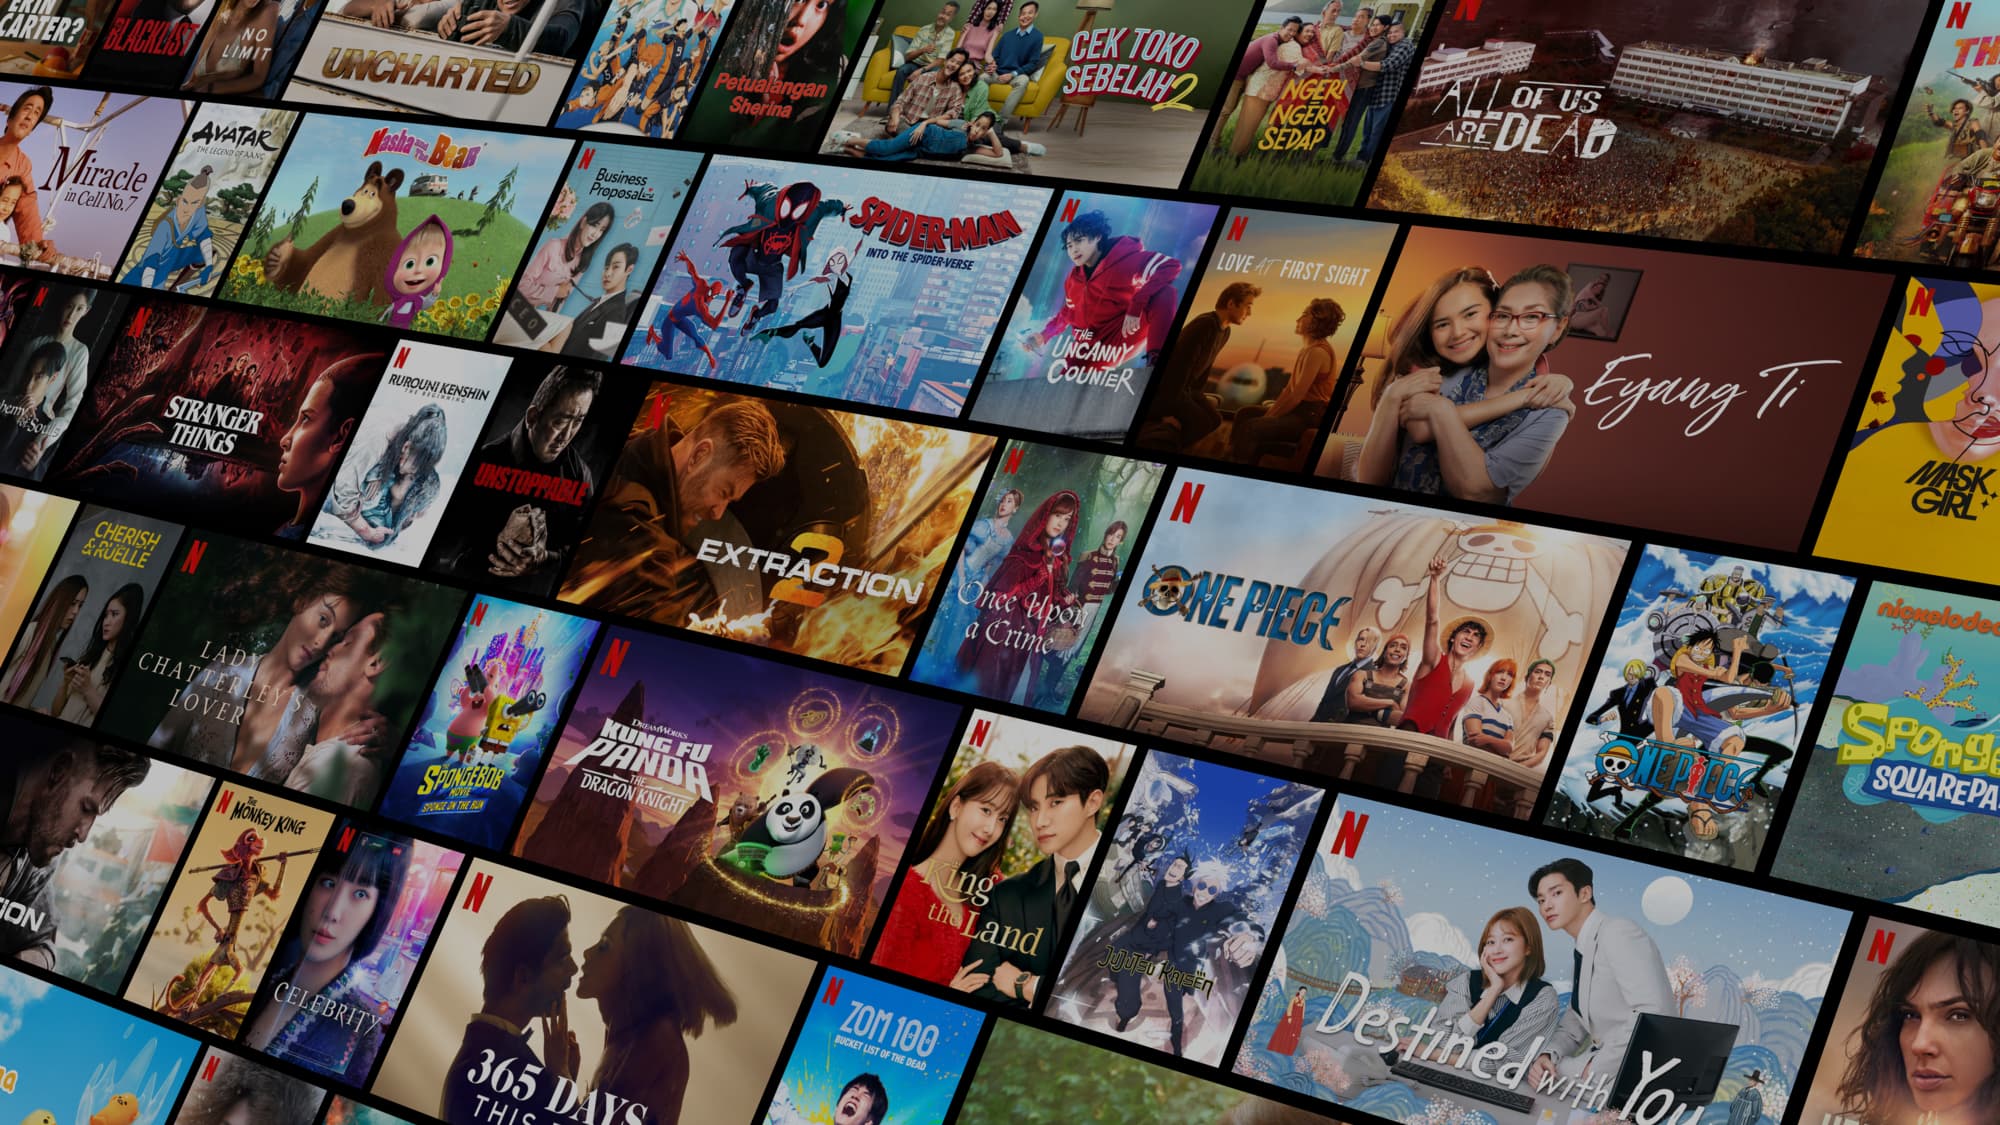 ERIN
CARTER?
BLACKLIST
NO
LIMIT
UNCHARTED
Petualangan
Sherina
CEK TOKO
SEBELAH 2
NGERI
NGERI
SEDAP
N
ALL OF US
ARE DEAD
N
Miracle
in Cell No. 7
AVATAR
THE LEGEND OF AANG
Masha and The Bear
N
Business
Proposal
SPIDER-MAN
INTO THE SPIDER-VERSE
N
THE
UNCANNY
COUNTER
N
LOVE AT FIRST SIGHT
Eyang Ti
N
MASK
GIRL
N
of Souls
N
STRANGER
THINGS
N
RUROUNI KENSHIN
THE BEGINNING
UNSTOPPABLE
N
EXTRACTION
2
N
Once Upon
a Crime
N
ONE PIECE
ONE PIECE
nickelodeo
SpongeB
SQUAREPA
CHERISH
& RUELLE
N
LADY
CHATTERLEY'S
LOVER
N
THE
SPONGEBOB
MOVIE
SPONGE ON THE RUN
N
DREAMWORKS
KUNG FU
PANDA
THE
DRAGON KNIGHT
N
King
the Land
JUJUTSU KAISEN
N
Destined with
You
N
ION
N
THE
MONKEY KING
N
CELEBRITY
N
365 DAYS
THIS
N
ZOM 100
BUCKET LIST OF THE DEAD
N